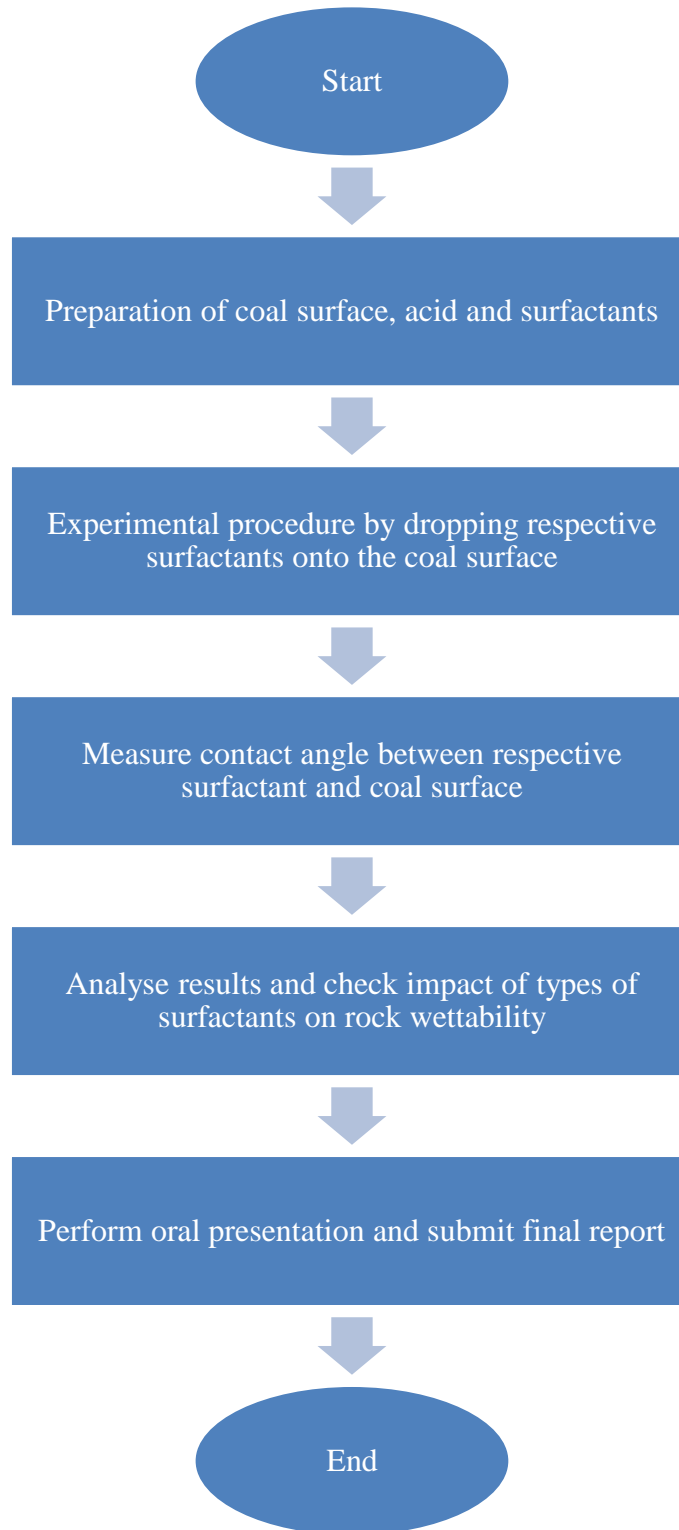 Start
Preparation of coal surface, acid and surfactants
Experimental procedure by dropping respective
surfactants onto the coal surface
Measure contact angle between respective
surfactant and coal surface
Analyse results and check impact of types of
surfactants on rock wettability
Perform oral presentation and submit final report
End